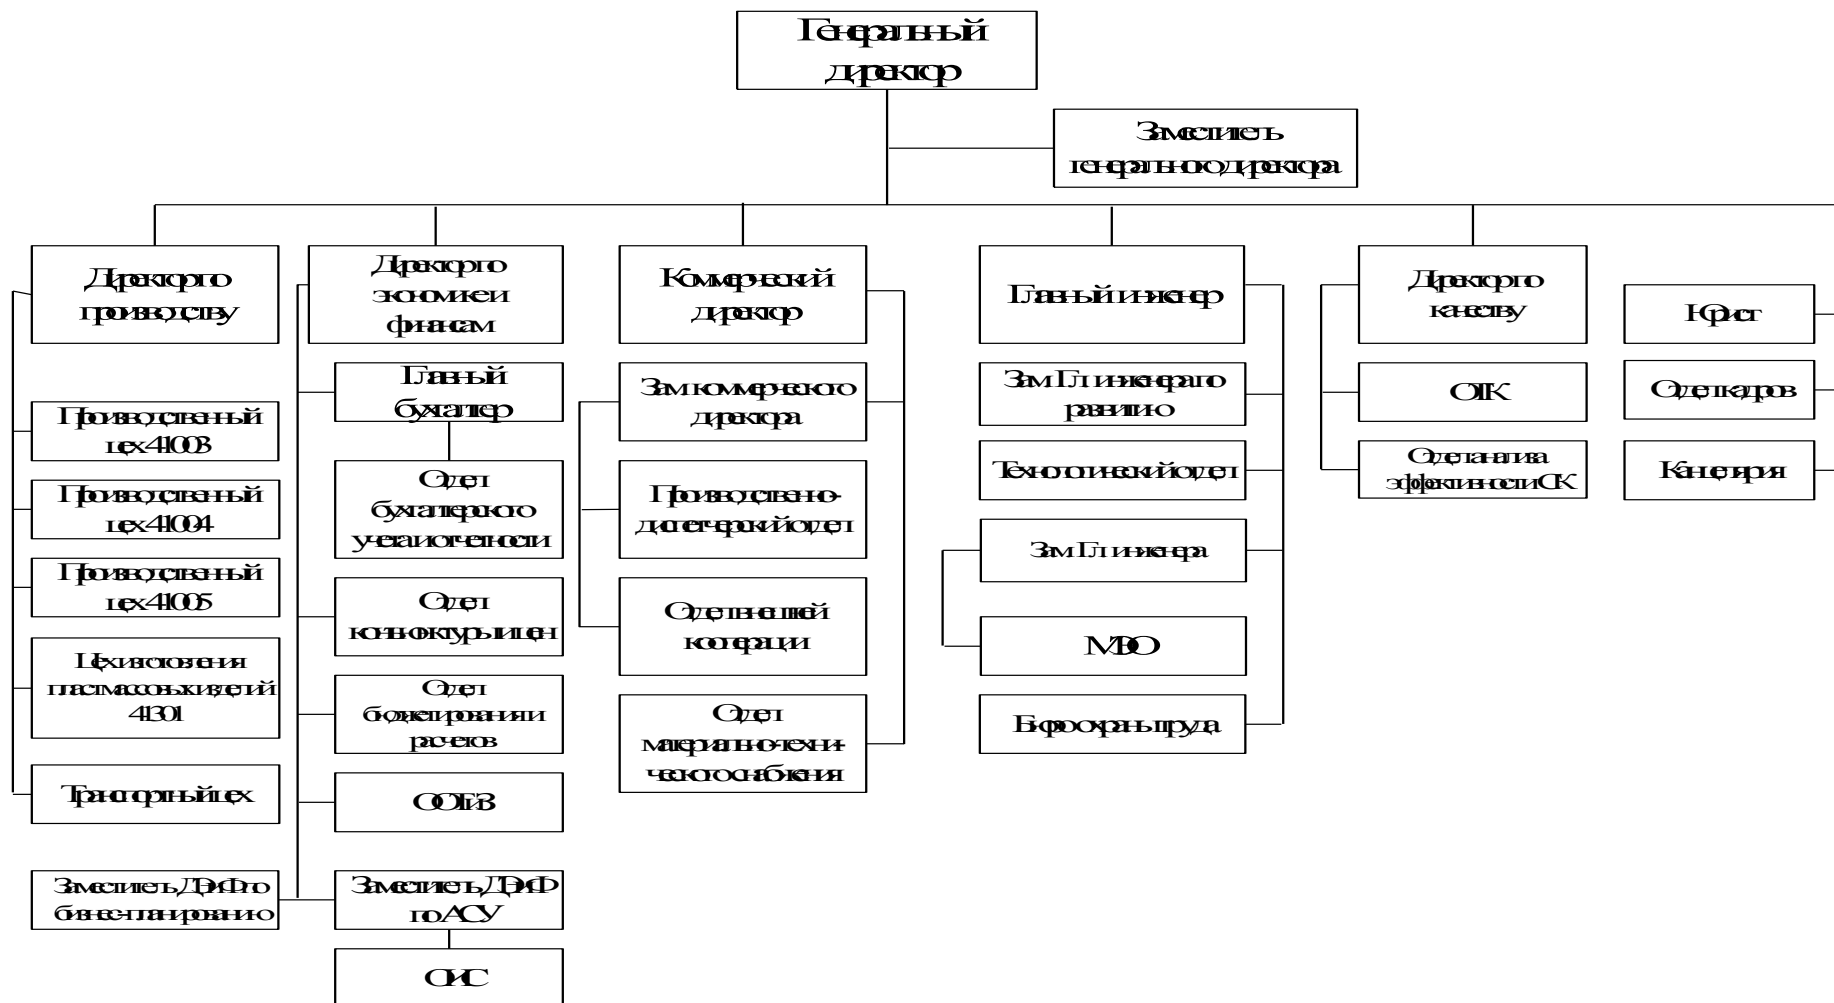 Генеральный
директор
Заместитель
генерального директора
Директор по
производству
Производственный
цех 41003
Производственный
цех 41004
Производственный
цех 41005
Цех изготовления
пластмассовых изделий
41301
Транспортный цех
Заместитель ДЭиФ по
бизнес-планированию
Директор по
экономике и
финансам
Главный
бухгалтер
Отдел
бухгалтерского
учета и отчетности
Отдел
конъюнктуры и цен
Отдел
бюджетирования и
расчетов
ООТиЗ
Заместитель ДЭиФ
по АСУ
ОИС
Коммерческий
директор
Зам коммерческого
директора
Производственно-
диспетчерский отдел
Отдел внешней
кооперации
Отдел
материально-техни-
ческого снабжения
Главный инженер
Зам Гл инженера по
развитию
Технологический отдел
Зам Гл инженера
МЭО
Бюро охраны труда
Директор по
качеству
ОТК
Отдел анализа
эффективности СК
Юрист
Отдел кадров
Канцелярия